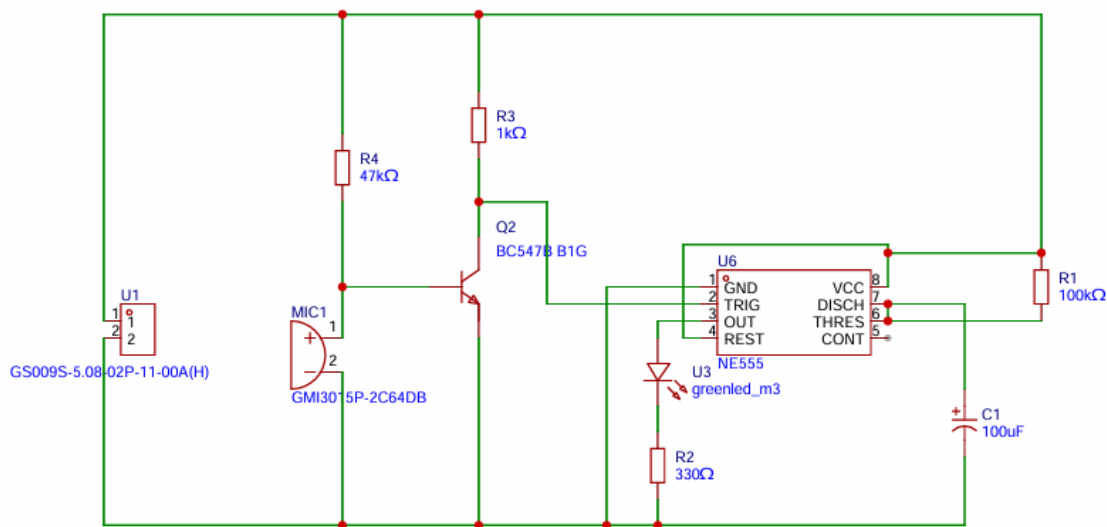 R3
1kΩ
R4
47kΩ
Q2
BC547B B1G
U1
1
1
2
2
GS009S-5.08-02P-11-00A(H)
MIC1
1
2
GMI3015P-2C64DB
U6
1 GND VCC 8
2 TRIG DISCH 7
3 OUT THRES 6
4 REST CONT 5
NE555
R1
100kΩ
U3
greenled_m3
C1
100uF
R2
330Ω